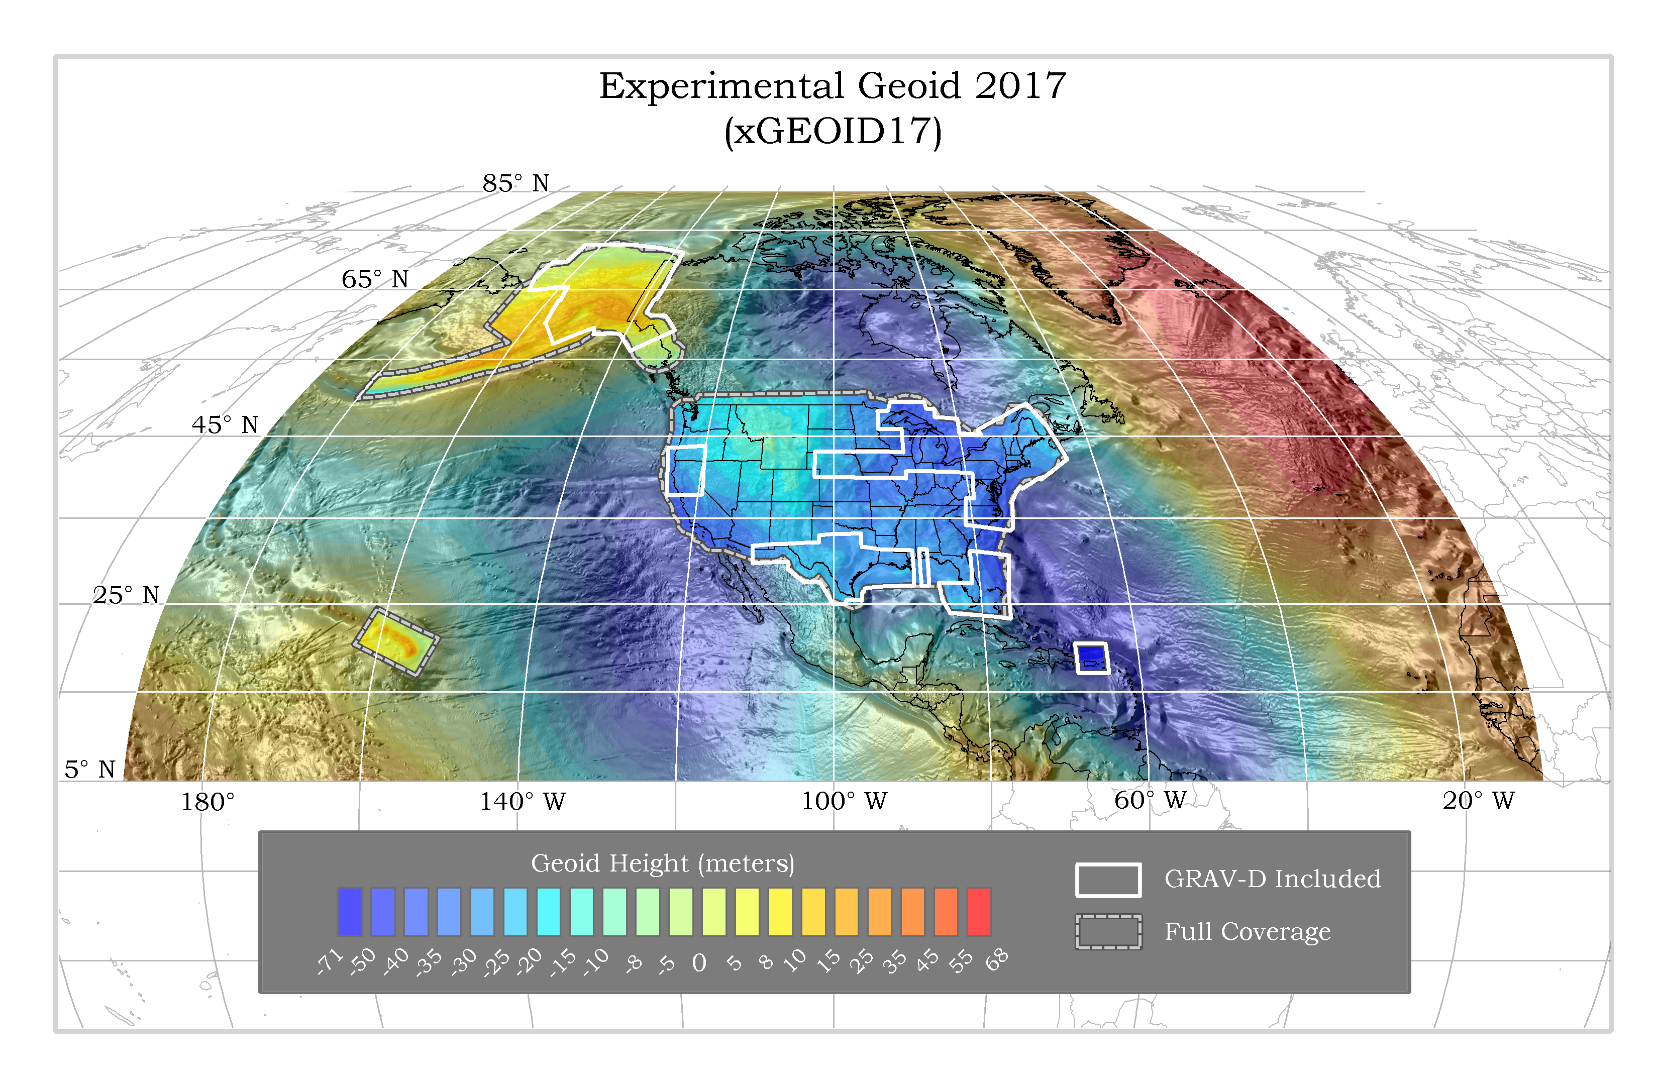 Experimental Geoid 2017
(xGEOID17)
85° N
65° N
45° N
25° N
5° N
180°
140° W
100° W
60° W
20° W
Geoid Height (meters)
-71 -50 -40 -35 -30 -25 -20 -15 -10 -8 -5 0 5 8 10 15 25 35 45 55 68
GRAV-D Included
Full Coverage